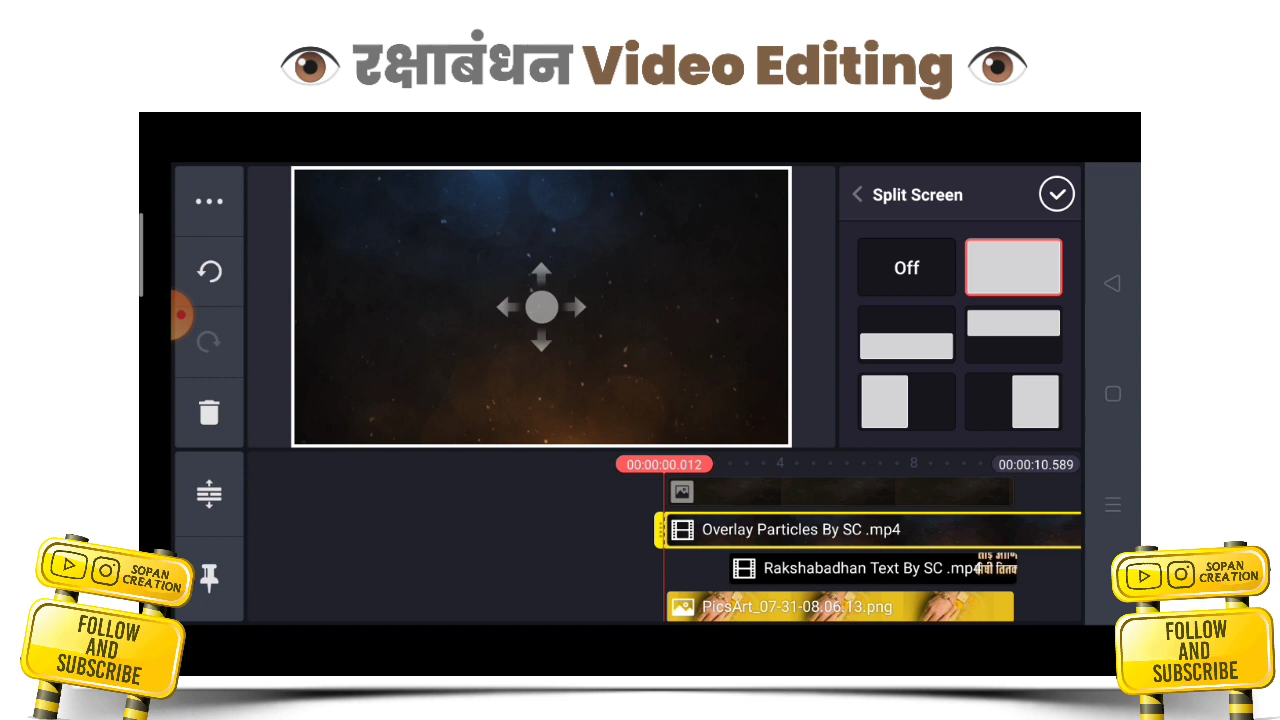 रक्षाबंधन Video Editing
Split Screen
Off
00:00:00.012
4
8
00:00:10.589
Overlay Particles By SC .mp4
Rakshabadhan Text By SC .mp4
PicsArt_07-31-08.06.13.png
SOPAN
CREATION
FOLLOW
AND
SUBSCRIBE
SOPAN
CREATION
FOLLOW
AND
SUBSCRIBE